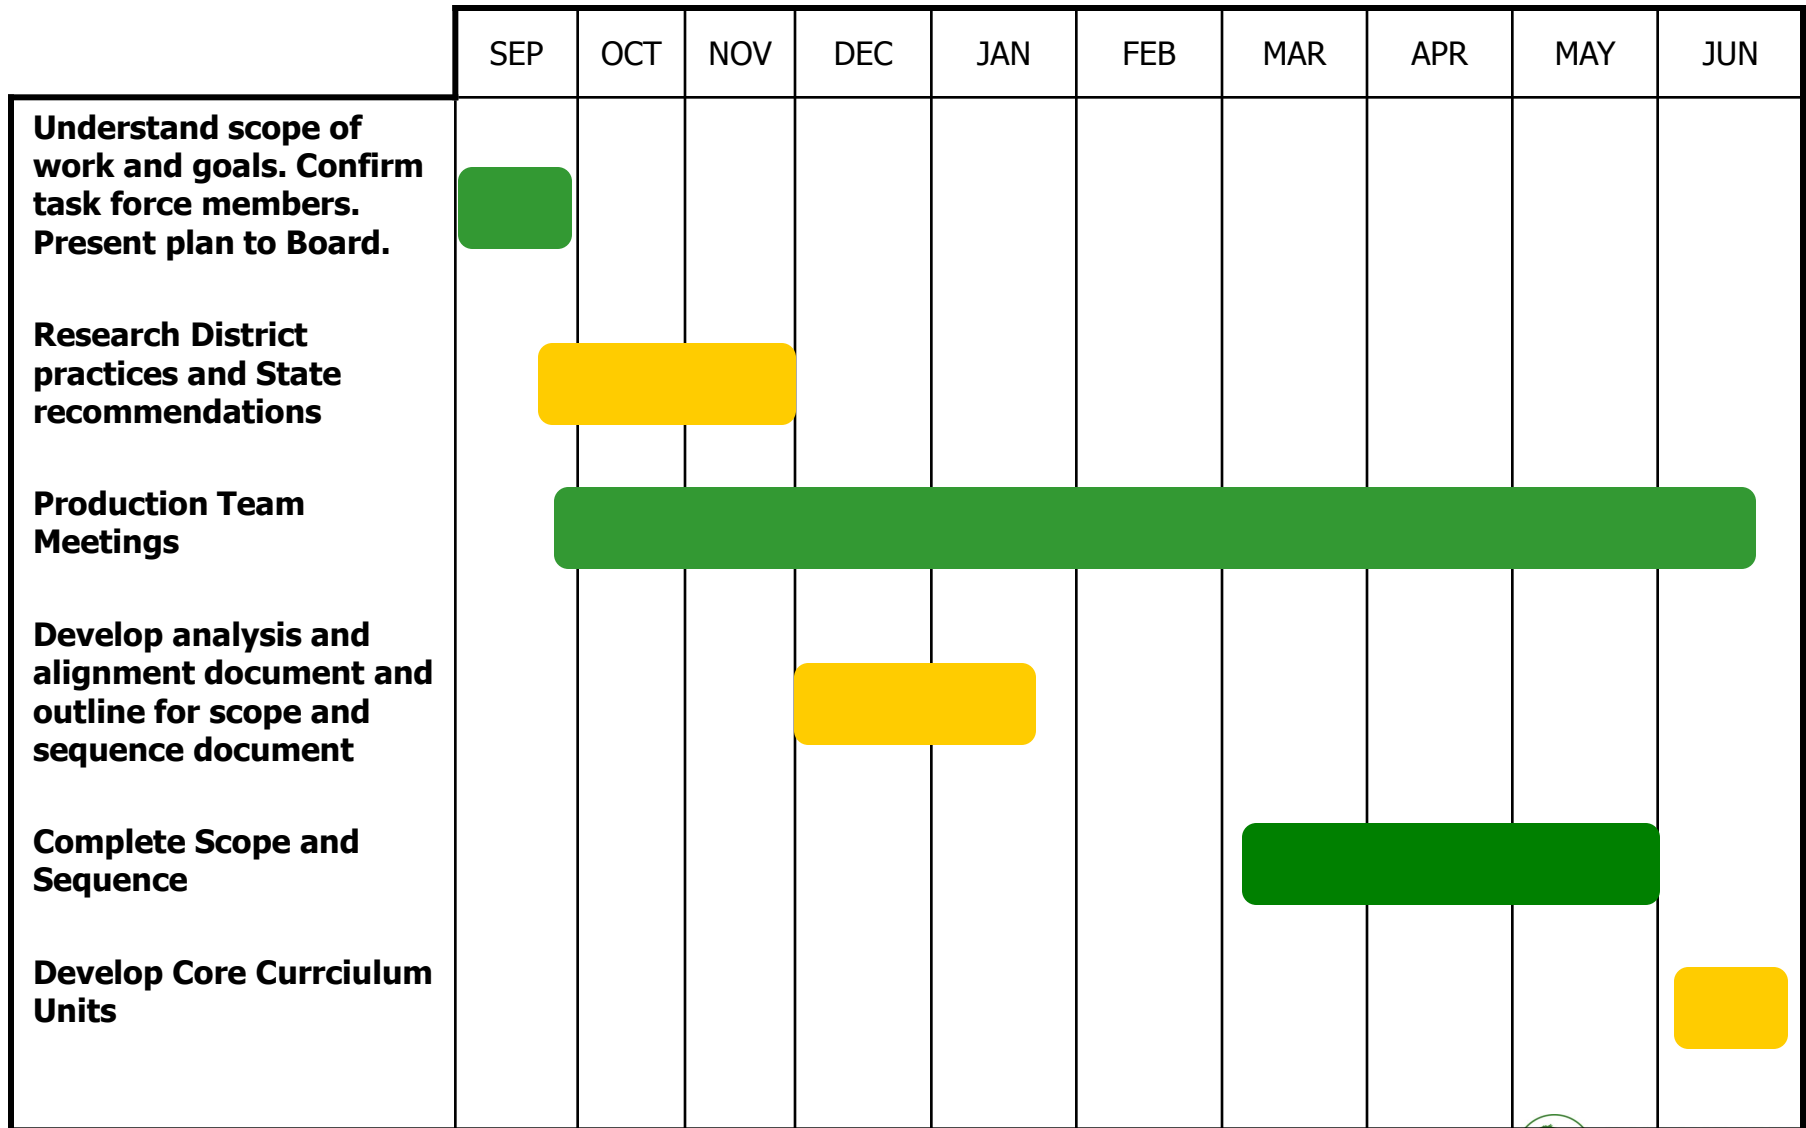 SEP OCT NOV DEC JAN FEB MAR APR MAY JUN
Understand scope of
work and goals. Confirm
task force members.
Present plan to Board.
Research District
practices and State
recommendations
Production Team
Meetings
Develop analysis and
alignment document and
outline for scope and
sequence document
Complete Scope and
Sequence
Develop Core Currciulum
Units